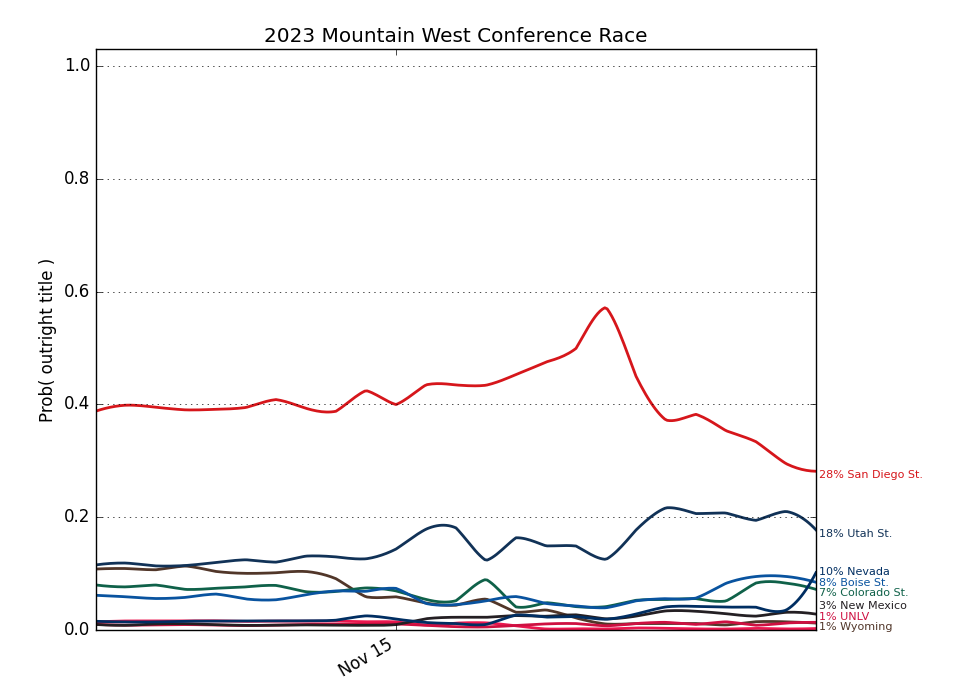 2023 Mountain West Conference Race
1.0
0.8
0.6
0.4
0.2
0.0
Prob( outright title )
Nov 15
28% San Diego St.
18% Utah St.
10% Nevada
8% Boise St.
7% Colorado St.
3% New Mexico
1% UNLV
1% Wyoming